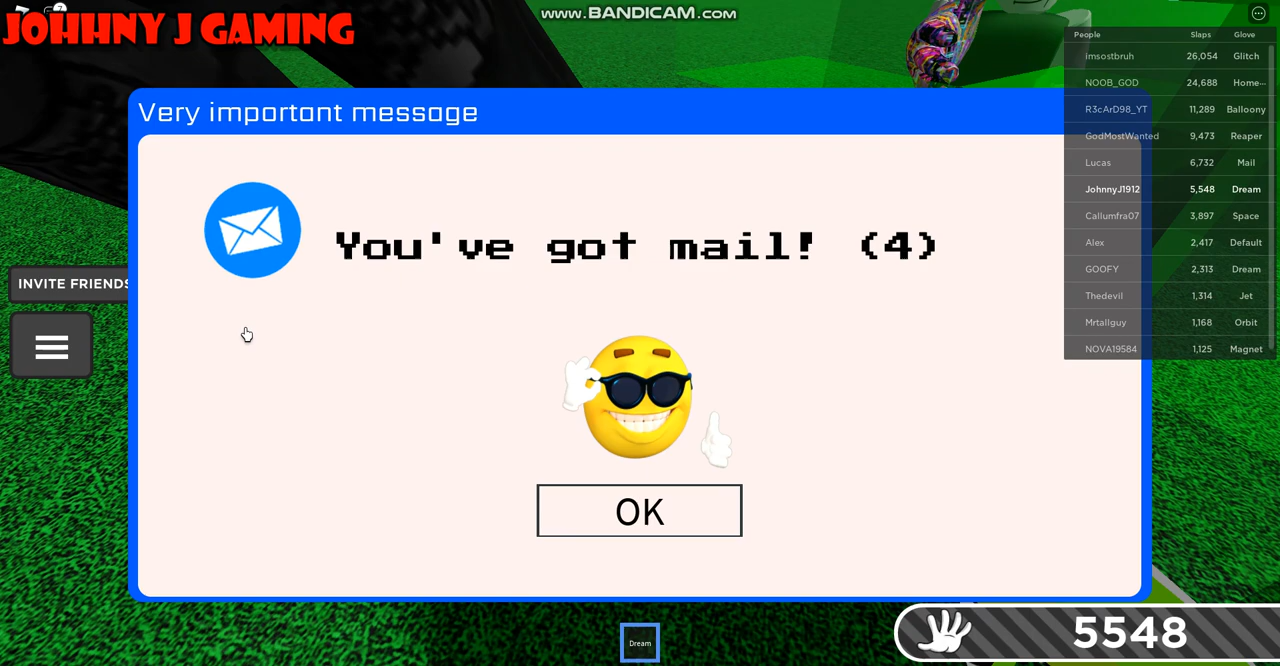 JOHNNY J GAMING
www.BANDICAM.com
People Slaps Glove
imsostbruh 26,054 Glitch
NOOB_GOD 24,688 Home...
R3cArD98_YT 11,289 Balloony
GodMostWanted 9,473 Reaper
Lucas 6,732 Mail
JohnnyJ1912 5,548 Dream
Callumfra07 3,897 Space
Alex 2,417 Default
GOOFY 2,313 Dream
Thedevil 1,314 Jet
Mrtallguy 1,168 Orbit
NOVA19584 1,125 Magnet
Very important message
You've got mail! (4)
INVITE FRIENDS
OK
Dream
5548